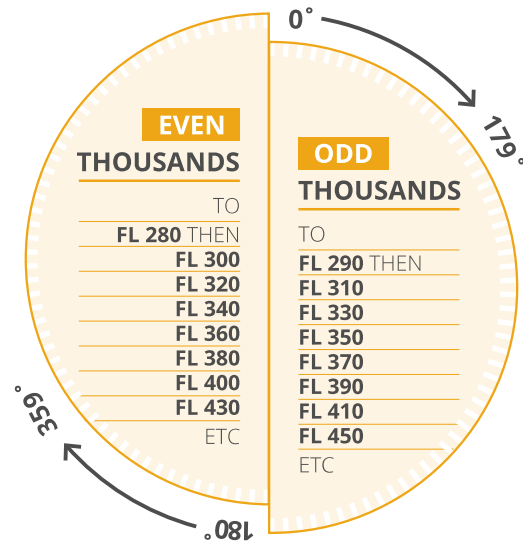 0°
179°
EVEN
THOUSANDS
TO
FL 280 THEN
FL 300
FL 320
FL 340
FL 360
FL 380
FL 400
FL 430
ETC
ODD
THOUSANDS
TO
FL 290 THEN
FL 310
FL 330
FL 350
FL 370
FL 390
FL 410
FL 450
ETC
359°
180°